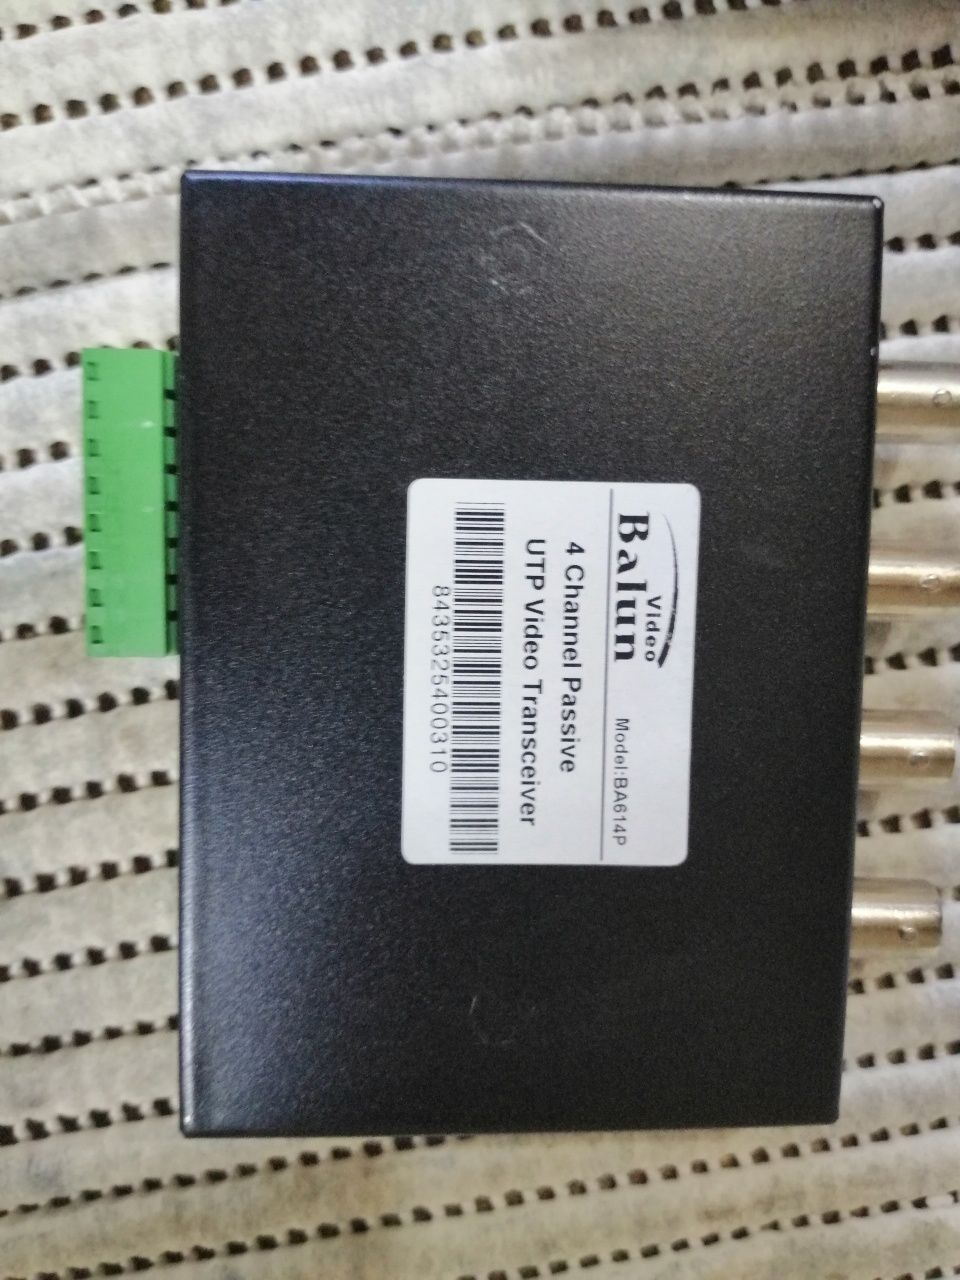 Video
Balun
Model:BA614P
4 Channel Passive
UTP Video Transceiver
8435325400310